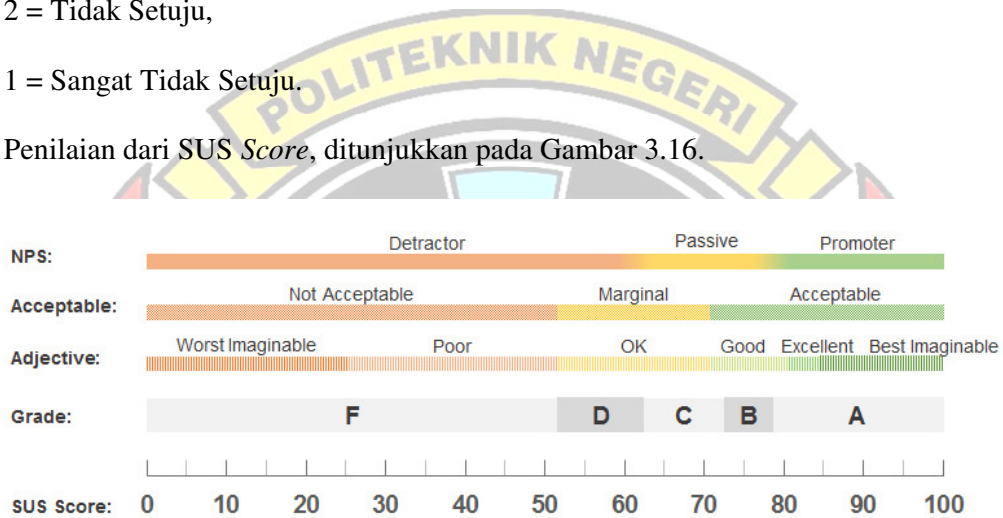 2 = Tidak Setuju,
1 = Sangat Tidak Setuju.
POLITEKNIK NEGERI
Penilaian dari SUS Score, ditunjukkan pada Gambar 3.16.
NPS: Detractor Passive Promoter
Acceptable: Not Acceptable Marginal Acceptable
Adjective: Worst Imaginable Poor OK Good Excellent Best Imaginable
Grade: F D C B A
SUS Score: 0 10 20 30 40 50 60 70 80 90 100